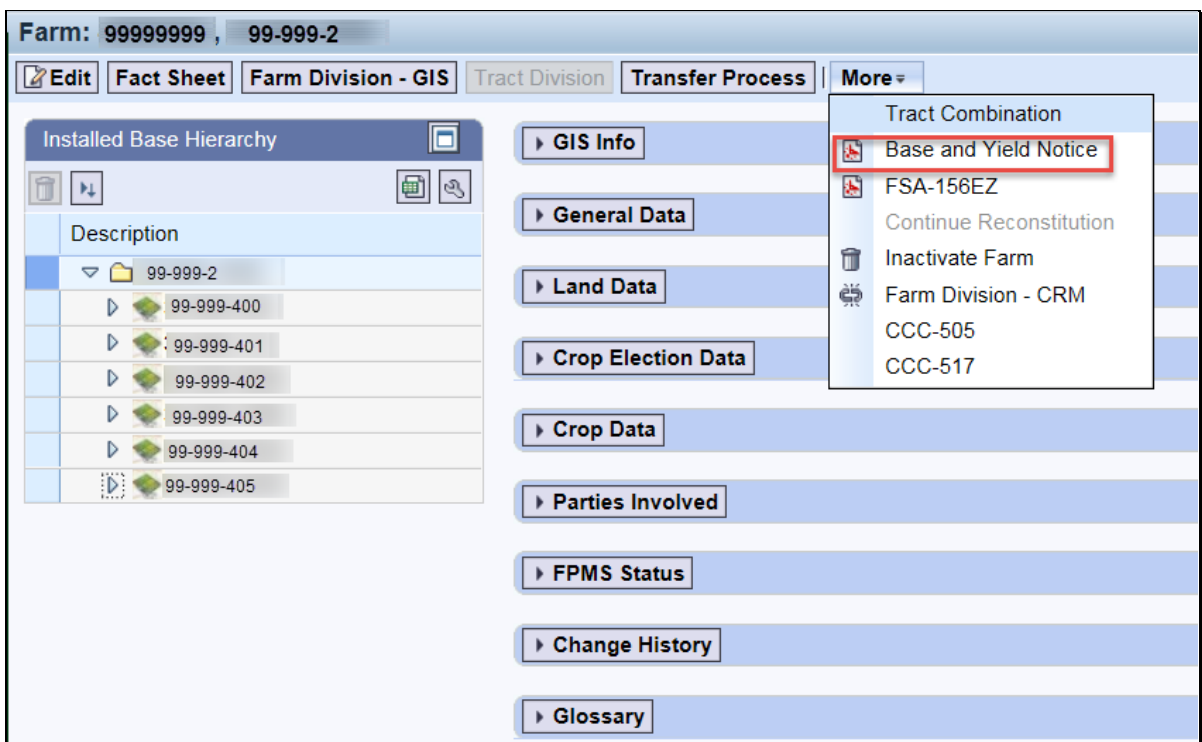 Farm: 99999999 , 99-999-2
Edit Fact Sheet Farm Division - GIS Tract Division Transfer Process | More
Installed Base Hierarchy
Description
99-999-2
99-999-400
99-999-401
99-999-402
99-999-403
99-999-404
99-999-405
GIS Info
General Data
Land Data
Crop Election Data
Crop Data
Parties Involved
FPMS Status
Change History
Glossary
Tract Combination
Base and Yield Notice
FSA-156EZ
Continue Reconstitution
Inactivate Farm
Farm Division - CRM
CCC-505
CCC-517